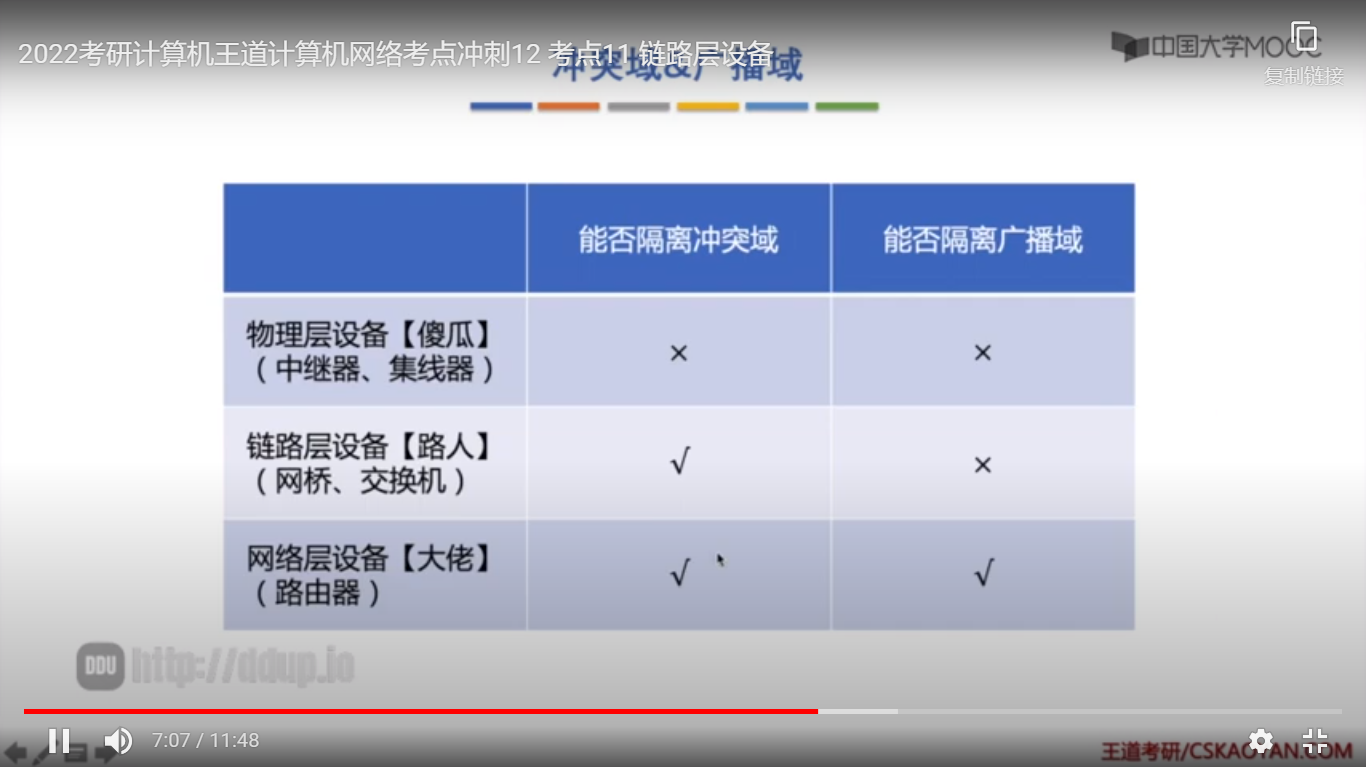 2022考研计算机王道计算机网络考点冲刺12 考点11 链路层设备
冲突域&广播域
中国大学MOOC
复制链接
能否隔离冲突域
能否隔离广播域
物理层设备【傻瓜】
（中继器、集线器）
×
×
链路层设备【路人】
（网桥、交换机）
√
×
网络层设备【大佬】
（路由器）
√
√
DDU http://ddup.io
7:07 / 11:48
王道考研/CSKAOYAN.COM